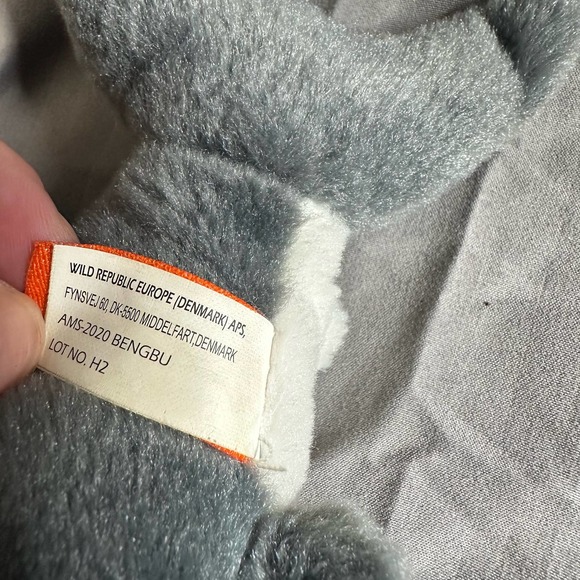 WILD REPUBLIC EUROPE (DENMARK) APS,
FYNSVEJ 60, DK-5500 MIDDELFART,DENMARK
AMS-2020 BENGBU
LOT NO. H2